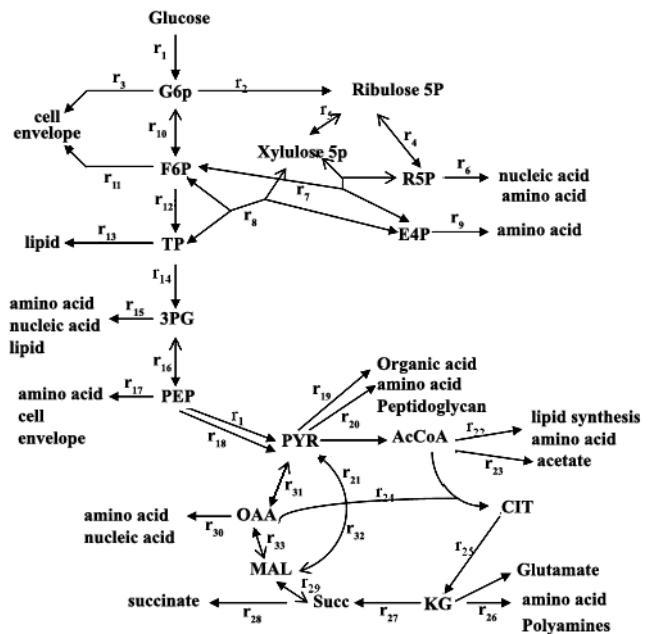 Glucose
r1
r3
G6p
r2
Ribulose 5P
cell
envelope
r10
r5
r4
Xylulose 5p
r11
F6P
r7
R5P
r6
nucleic acid
amino acid
r12
r8
lipid
r13
TP
E4P
r9
amino acid
r14
amino acid
nucleic acid
lipid
r15
3PG
r16
Organic acid
amino acid
Peptidoglycan
r19
r20
amino acid
cell
envelope
r17
PEP
r1
r18
PYR
AcCoA
r22
lipid synthesis
amino acid
acetate
r23
r21
r31
r24
amino acid
nucleic acid
r30
OAA
CIT
r33
r32
r25
MAL
r29
Glutamate
succinate
r28
Succ
r27
KG
r26
amino acid
Polyamines